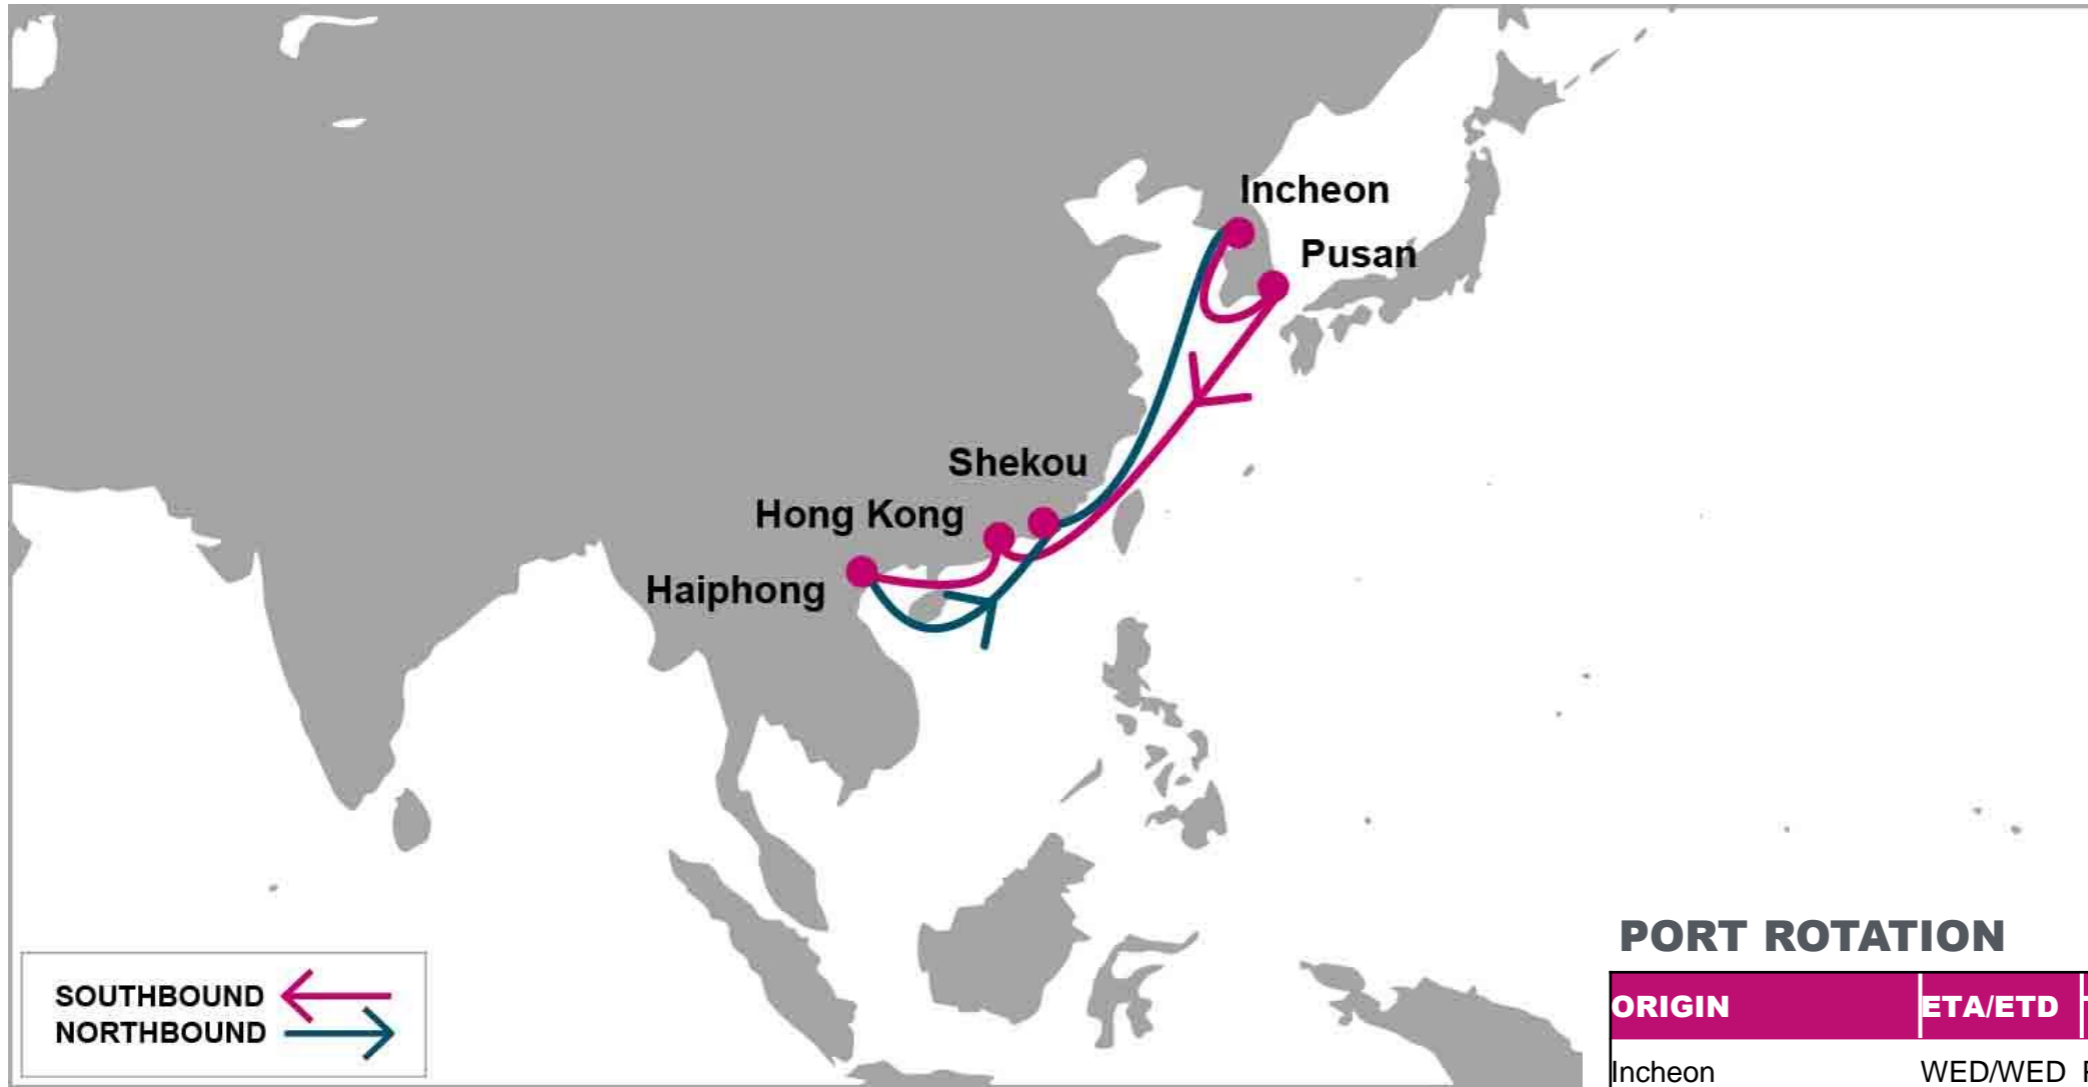 Incheon
Pusan
Shekou
Hong Kong
Haiphong
SOUTHBOUND
NORTHBOUND
PORT ROTATION
ORIGIN ETA/ETD
Incheon WED/WED